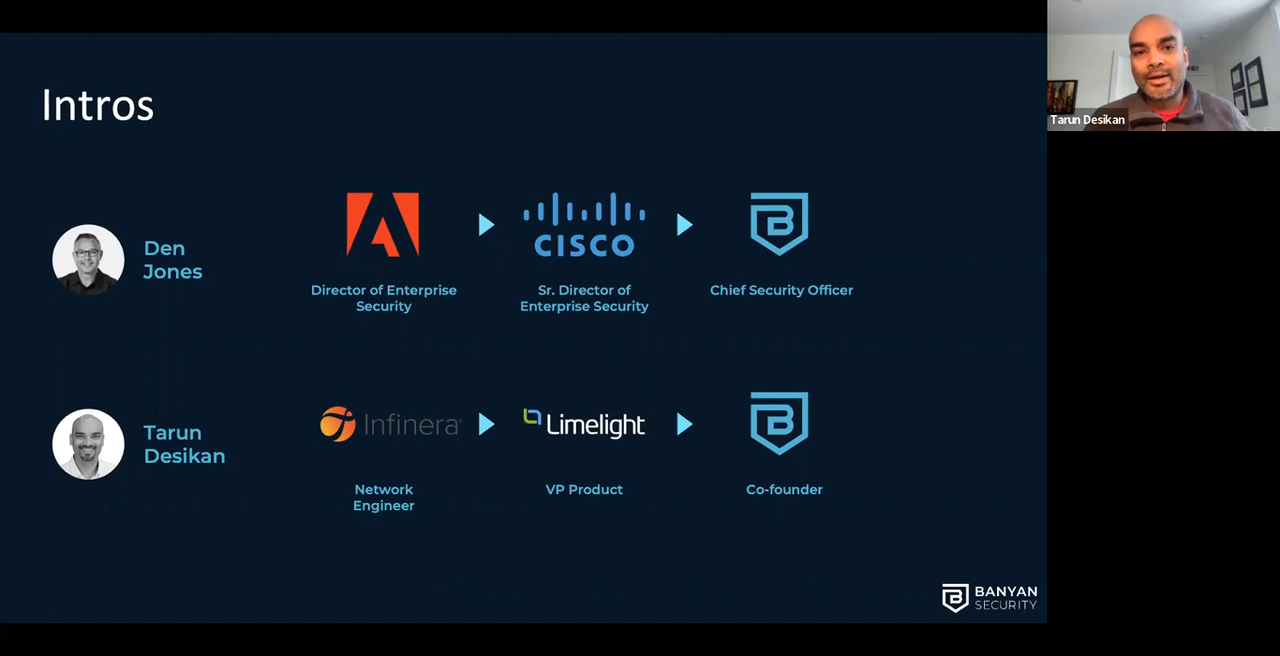 Intros
Tarun Desikan
Den
Jones
CISCO
Director of Enterprise
Security
Sr. Director of
Enterprise Security
Chief Security Officer
Tarun
Desikan
Infinera
Limelight
Network
Engineer
VP Product
Co-founder
BANYAN
SECURITY